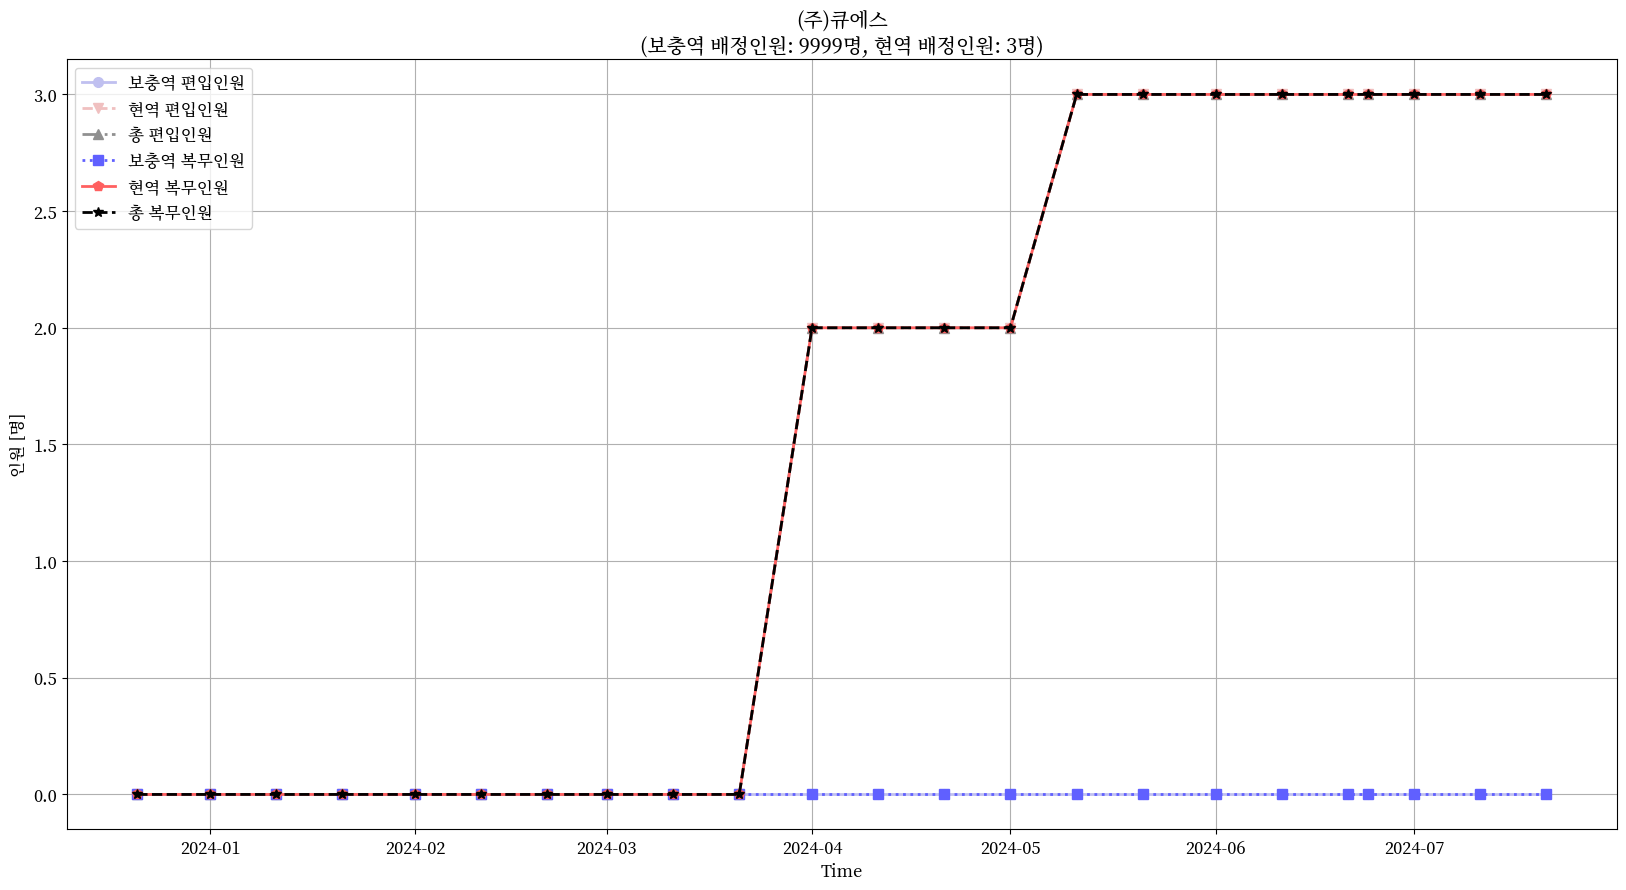 (주)큐에스
(보충역 배정인원: 9999명, 현역 배정인원: 3명)
보충역 편입인원
현역 편입인원
총 편입인원
보충역 복무인원
현역 복무인원
총 복무인원
인원 [명]
3.0
2.5
2.0
1.5
1.0
0.5
0.0
2024-01
2024-02
2024-03
2024-04
2024-05
2024-06
2024-07
Time